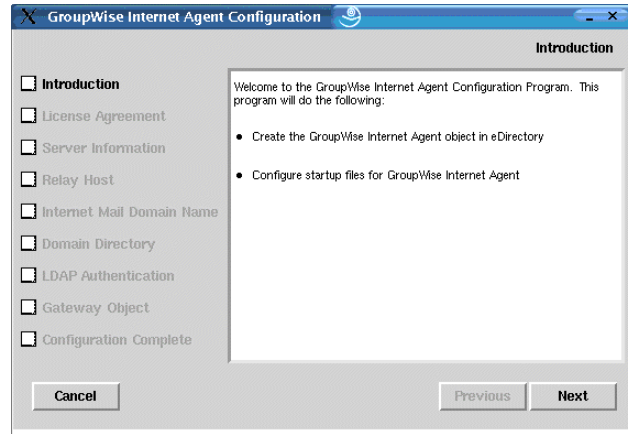 GroupWise Internet Agent Configuration
Introduction
Introduction
License Agreement
Server Information
Relay Host
Internet Mail Domain Name
Domain Directory
LDAP Authentication
Gateway Object
Configuration Complete
Welcome to the GroupWise Internet Agent Configuration Program. This
program will do the following:
● Create the GroupWise Internet Agent object in eDirectory
● Configure startup files for GroupWise Internet Agent
Cancel
Previous
Next